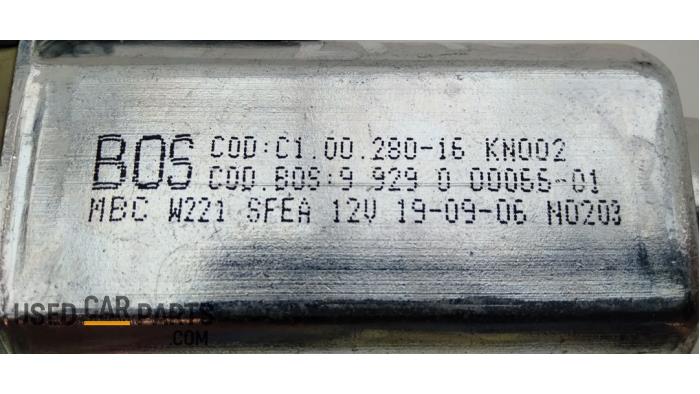 BOS COD:C1.00.280-16 KN002
COD.BOS:9 929 0 00066-01
MBC W221 SFEA 12V 19-09-06 N0203
USED CAR PARTS.COM